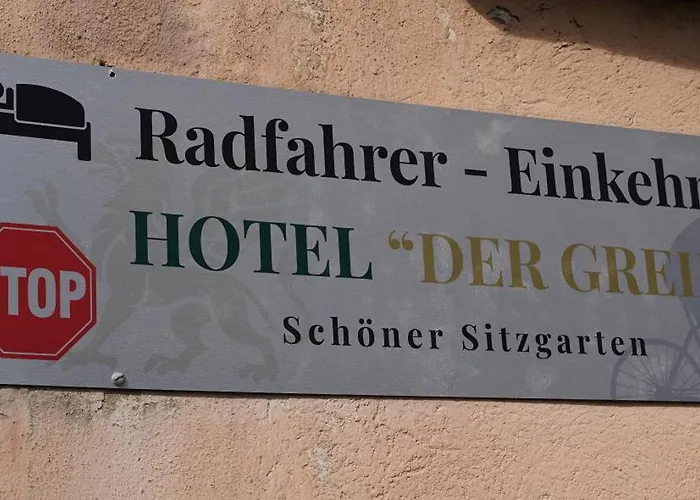 Radfahrer - Einkehr
HOTEL “DER GREI
Schöner Sitzgarten
TOP